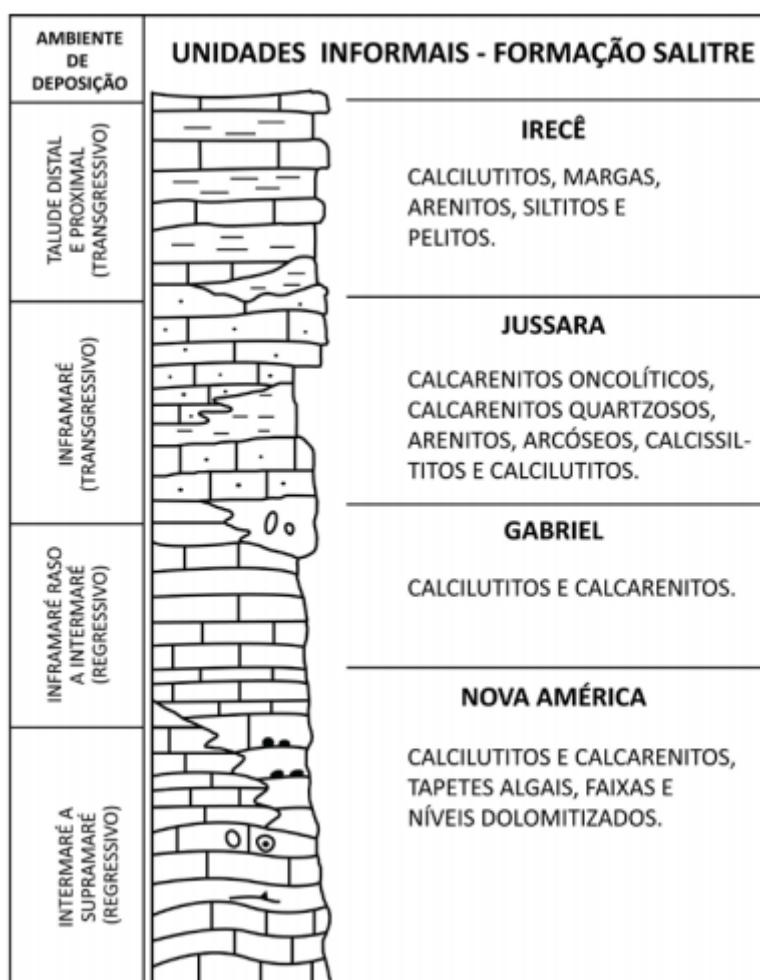 AMBIENTE
DE
DEPOSIÇÃO
UNIDADES INFORMAIS - FORMAÇÃO SALITRE
TALUDE DISTAL
E PROXIMAL
(TRANSGRESSIVO)
IRECÊ
CALCILUTITOS, MARGAS,
ARENITOS, SILTITOS E
PELITOS.
INFRAMARÉ
(TRANSGRESSIVO)
JUSSARA
CALCARENITOS ONCOLÍTICOS,
CALCARENITOS QUARTZOSOS,
ARENITOS, ARCÓSEOS, CALCISSIL-
TITOS E CALCILUTITOS.
INFRAMARÉ RASO
A INTERMARÉ
(REGRESSIVO)
GABRIEL
CALCILUTITOS E CALCARENITOS.
INTERMARÉ A
SUPRAMARÉ
(REGRESSIVO)
NOVA AMÉRICA
CALCILUTITOS E CALCARENITOS,
TAPETES ALGAIS, FAIXAS E
NÍVEIS DOLOMITIZADOS.